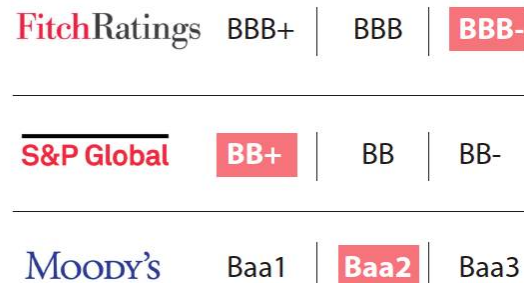 FitchRatings BBB+ BBB BBB-
S&P Global BB+ BB BB-
MOODY'S Baa1 Baa2 Baa3